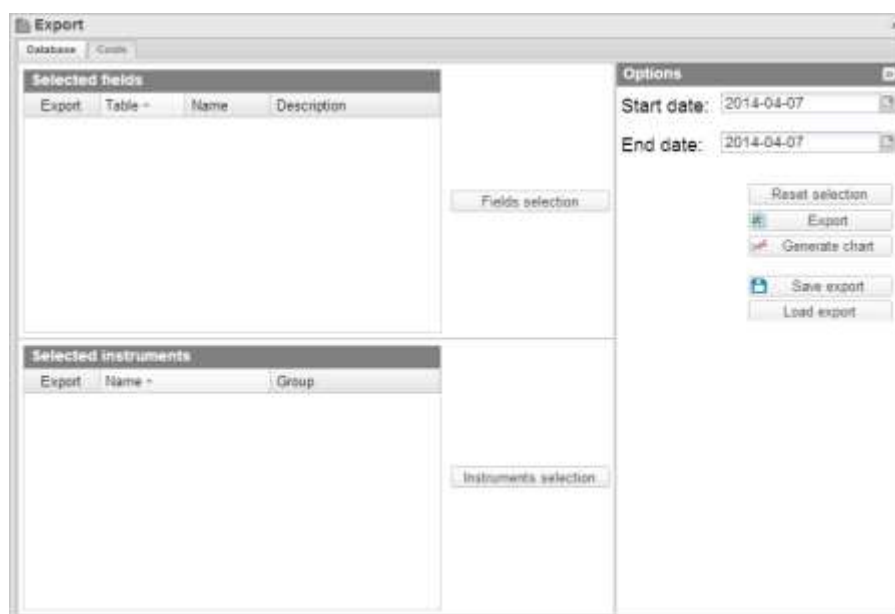 Export
Database
Costs
Selected fields
Export Table Name Description
Fields selection
Selected instruments
Export Name Group
Instruments selection
Options
Start date: 2014-04-07
End date: 2014-04-07
Reset selection
Export
Generate chart
Save export
Load export